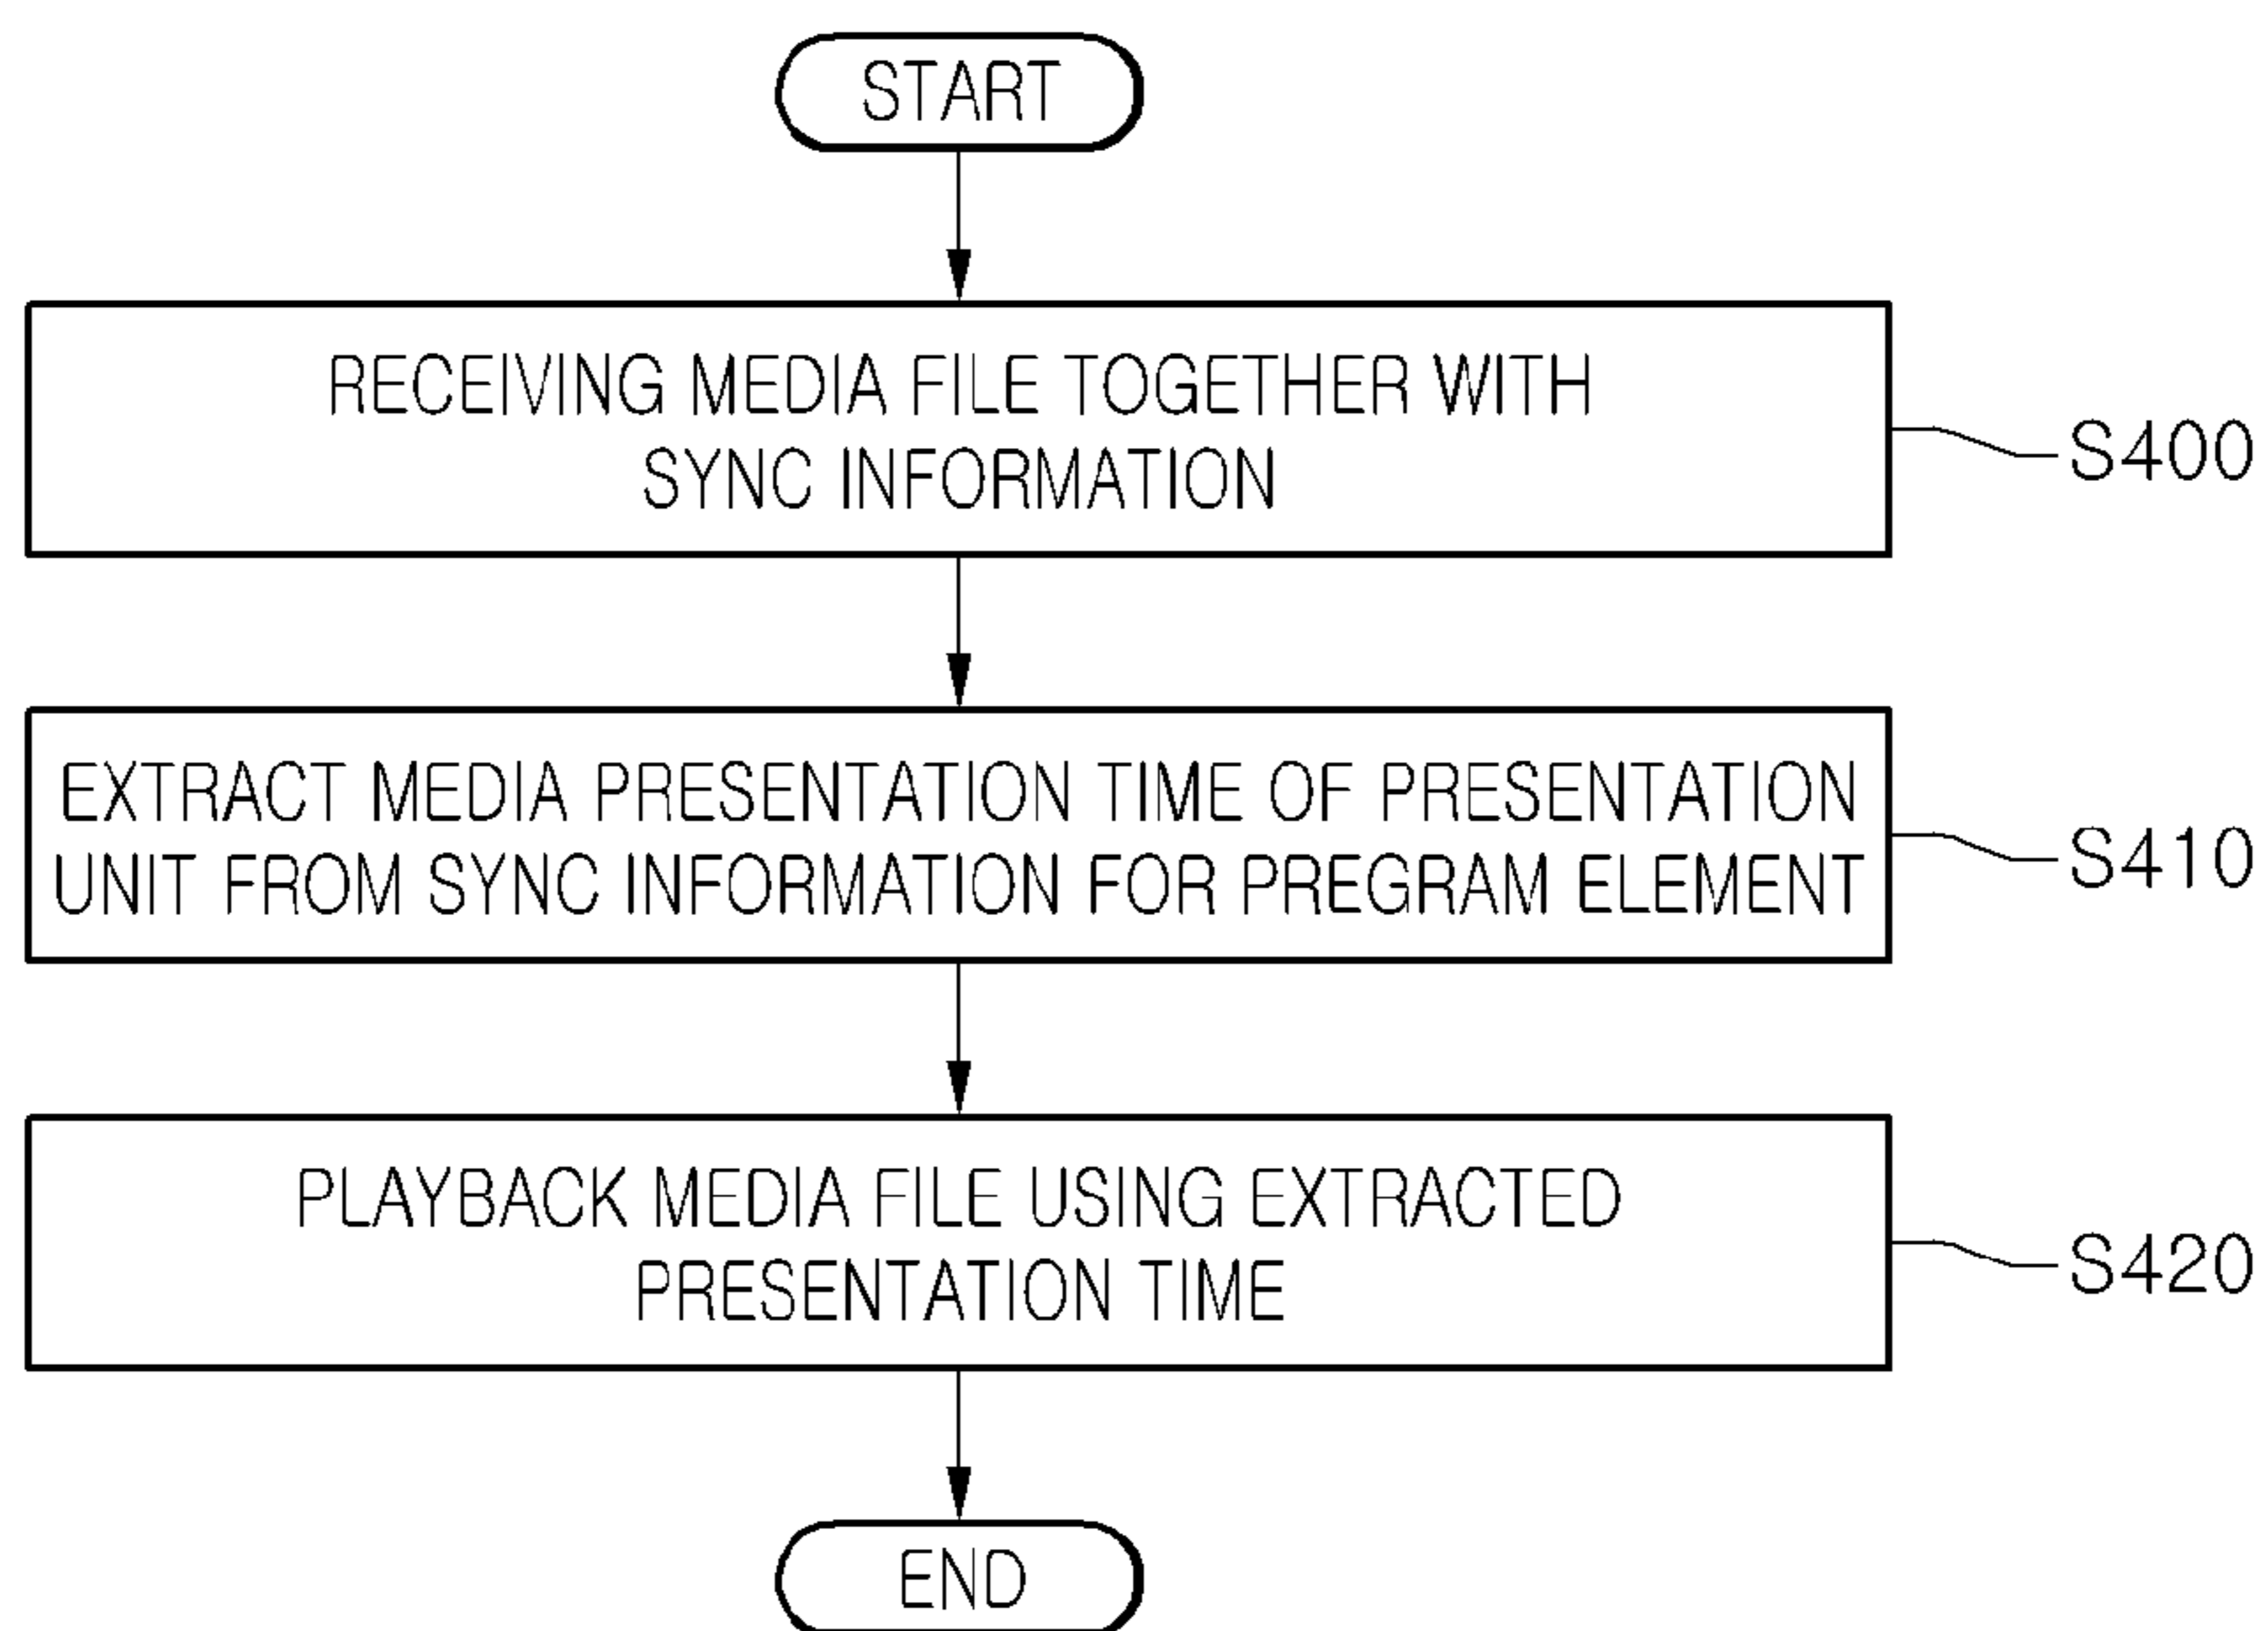 START
RECEIVING MEDIA FILE TOGETHER WITH
SYNC INFORMATION
S400
EXTRACT MEDIA PRESENTATION TIME OF PRESENTATION
UNIT FROM SYNC INFORMATION FOR PREGRAM ELEMENT
S410
PLAYBACK MEDIA FILE USING EXTRACTED
PRESENTATION TIME
S420
END